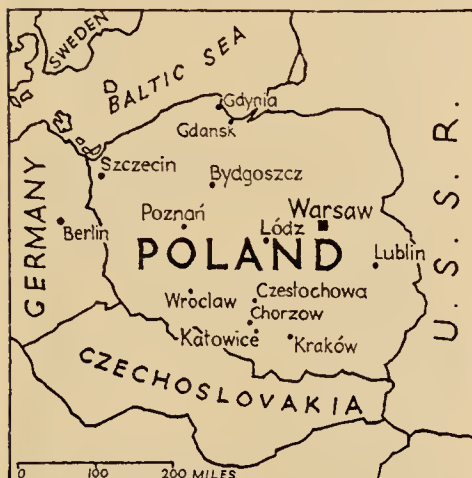 SWEDEN
BALTIC SEA
Gdynia
Gdansk
Szczecin
Bydgoszcz
U. S. S. R.
GERMANY
Berlin
Poznań
Warsaw
Lódz
POLAND
Lublin
Wroclaw
Czestochowa
Chorzow
Katowice
Kraków
CZECHOSLOVAKIA
0 100 200 MILES